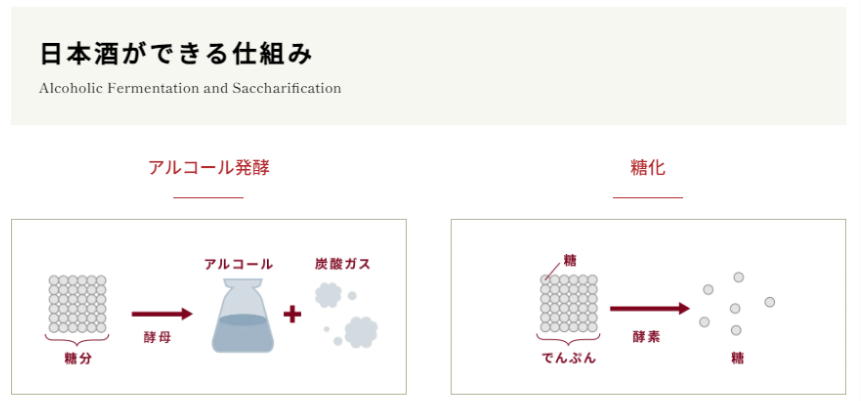 日本酒ができる仕組み
Alcoholic Fermentation and Saccharification
アルコール発酵
アルコール
炭酸ガス
酵母
糖分
糖化
糖
酵素
でんぷん
糖